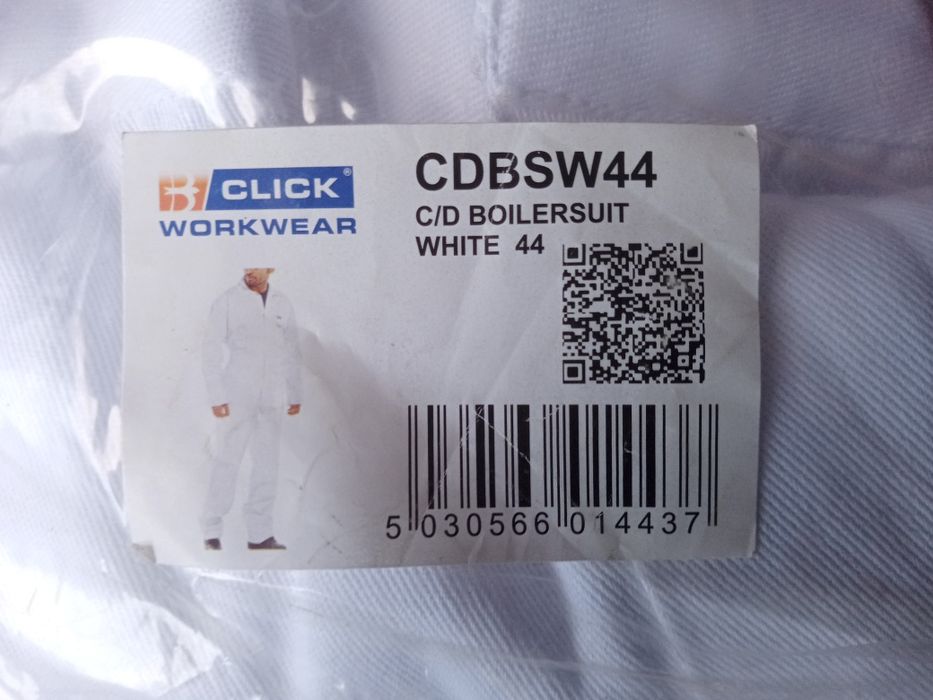 B CLICK®
WORKWEAR
CDBSW44
C/D BOILERSUIT
WHITE 44
5 030566 014437